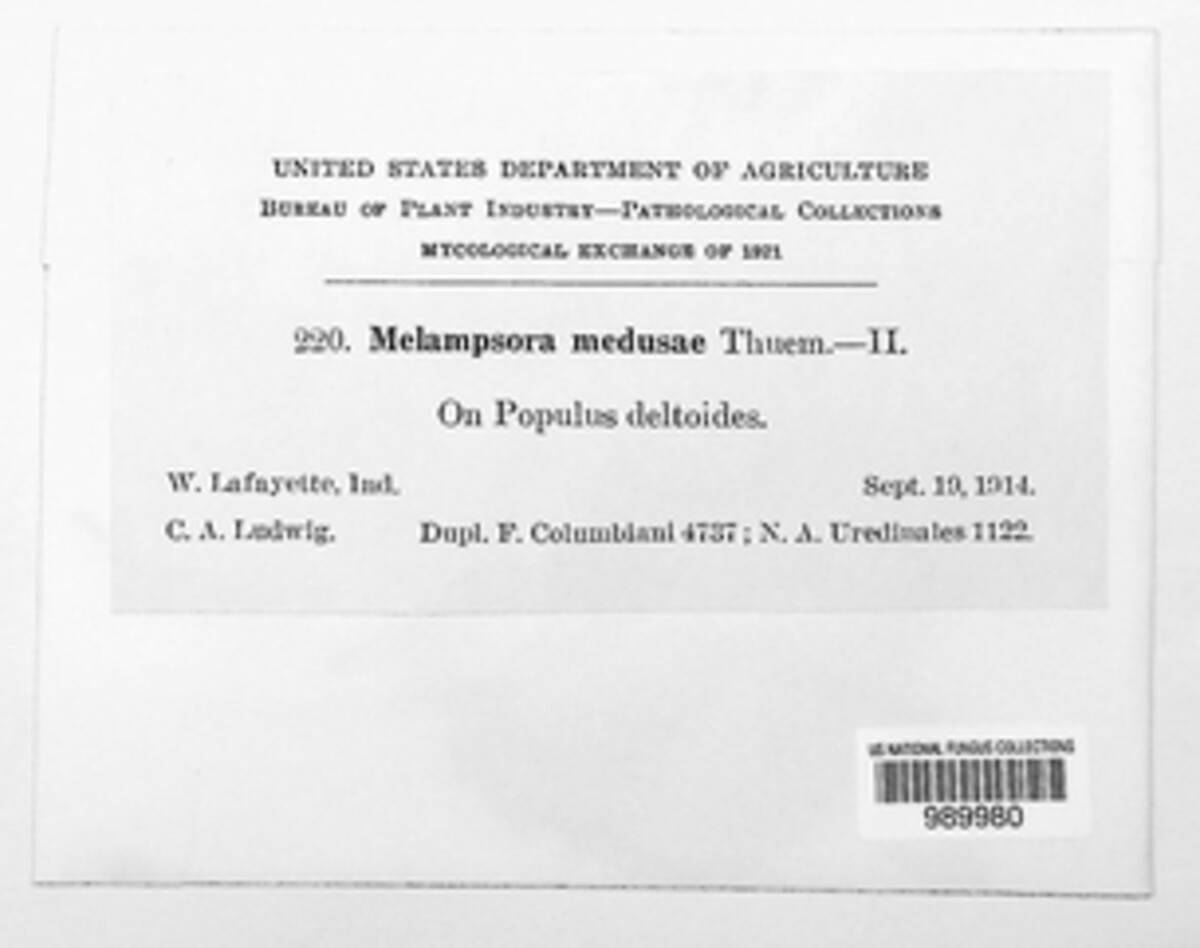 UNITED STATES DEPARTMENT OF AGRICULTURE
BUREAU OF PLANT INDUSTRY—PATHOLOGICAL COLLECTIONS
MYCOLOGICAL EXCHANGE OF 1921
220. Melampsora medusae Thuem.—II.
On Populus deltoides.
W. Lafayette, Ind. Sept. 19, 1914.
C. A. Ludwig. Dupl. F. Columbiani 4737; N. A. Uredinales 1122.
US NATIONAL FUNGUS COLLECTIONS
989980